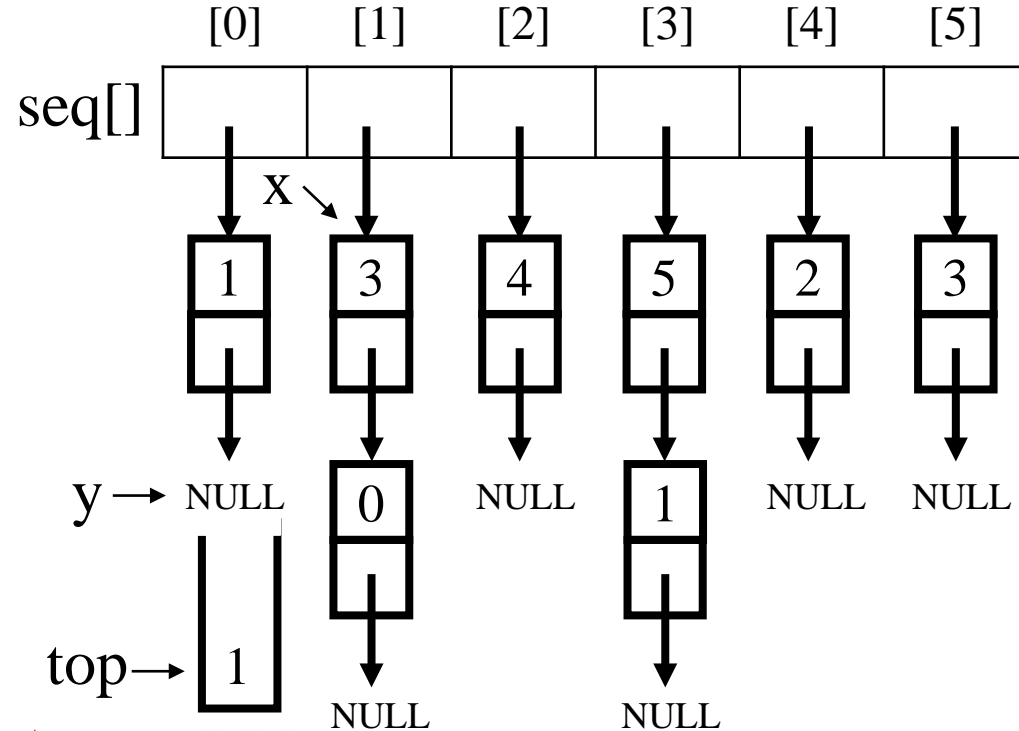 [0] [1] [2] [3] [4] [5]
seq[]
x
1 3 4 5 2 3
y NULL 0 NULL 1 NULL NULL
top 1
NULL NULL